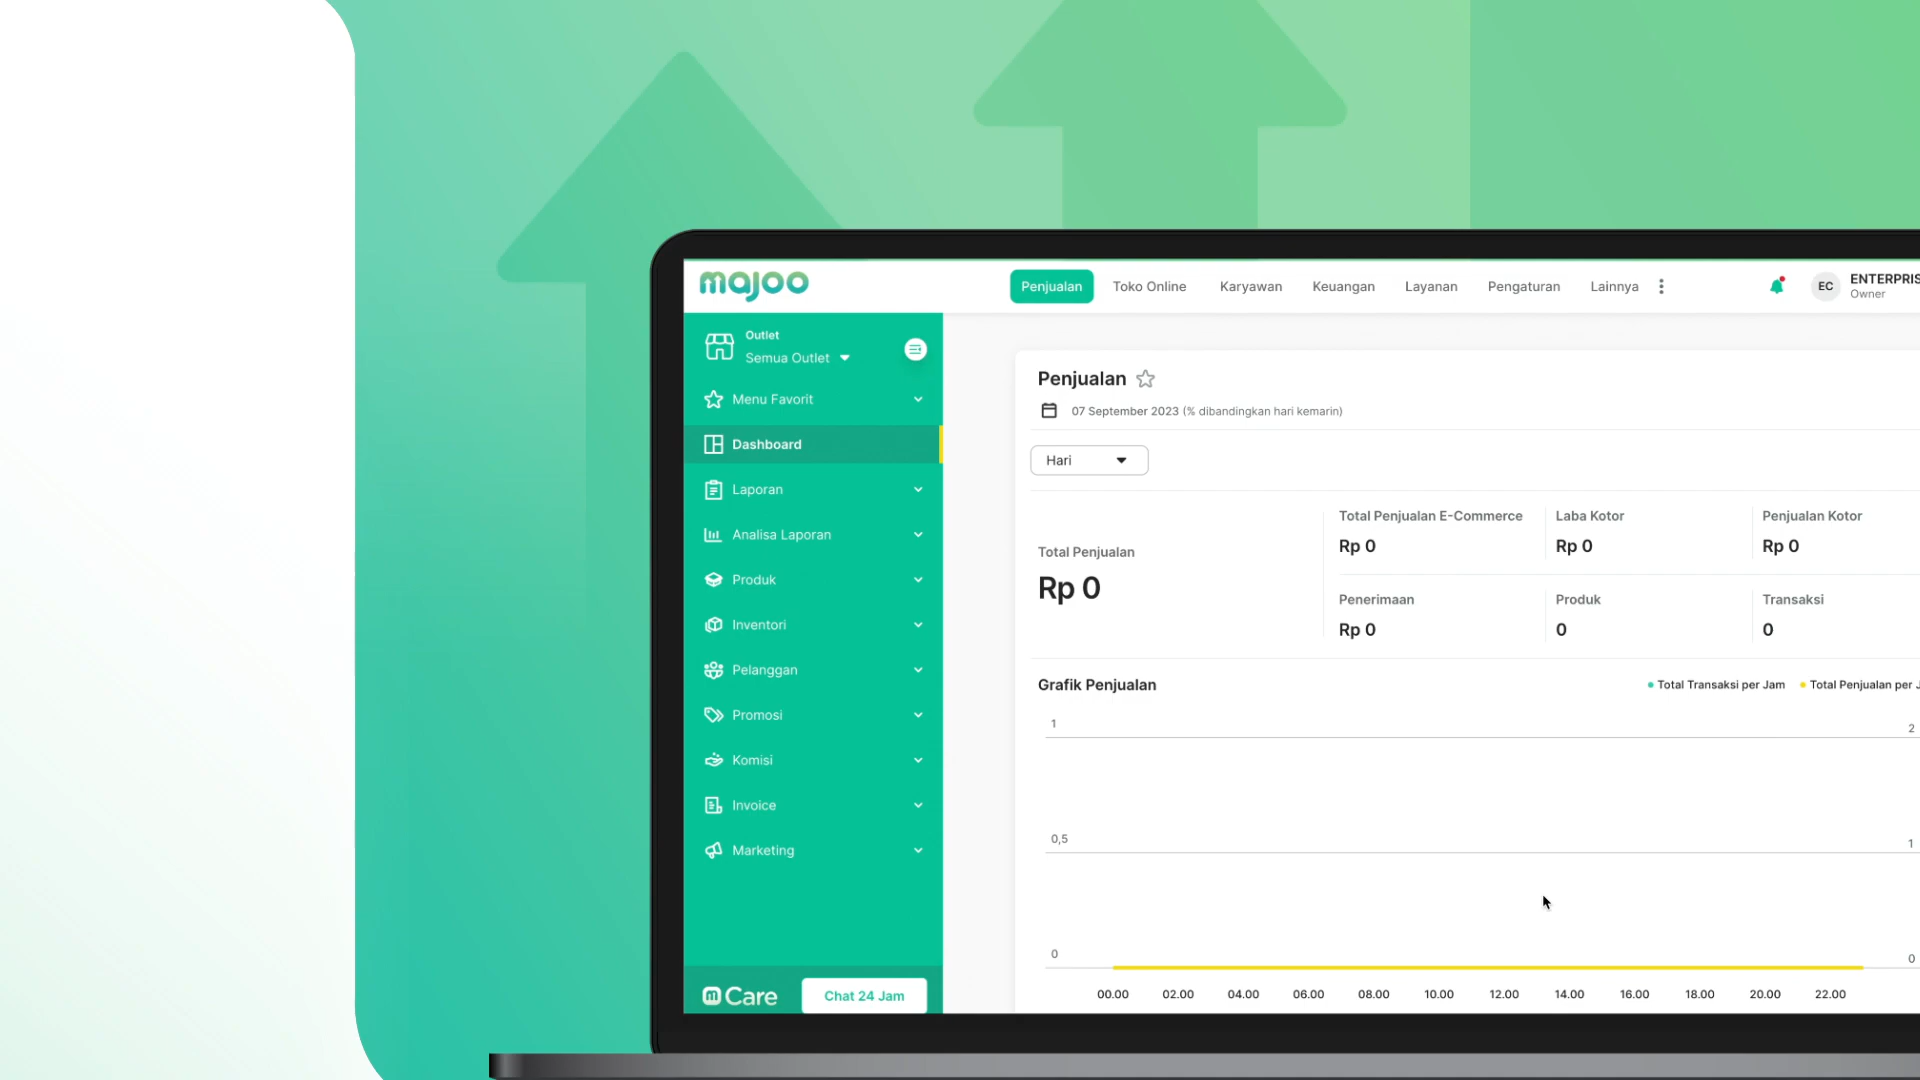 majoo
Penjualan
Toko Online
Karyawan
Keuangan
Layanan
Pengaturan
Lainnya
EC
ENTERPRIS
Owner
Outlet
Semua Outlet
Menu Favorit
Dashboard
Laporan
Analisa Laporan
Produk
Inventori
Pelanggan
Promosi
Komisi
Invoice
Marketing
m Care
Chat 24 Jam
Penjualan
07 September 2023 (% dibandingkan hari kemarin)
Hari
Total Penjualan
Rp 0
Total Penjualan E-Commerce
Rp 0
Laba Kotor
Rp 0
Penjualan Kotor
Rp 0
Penerimaan
Rp 0
Produk
0
Transaksi
0
Grafik Penjualan
Total Transaksi per Jam
Total Penjualan per J
1
2
0,5
1
0
0
00.00 02.00 04.00 06.00 08.00 10.00 12.00 14.00 16.00 18.00 20.00 22.00